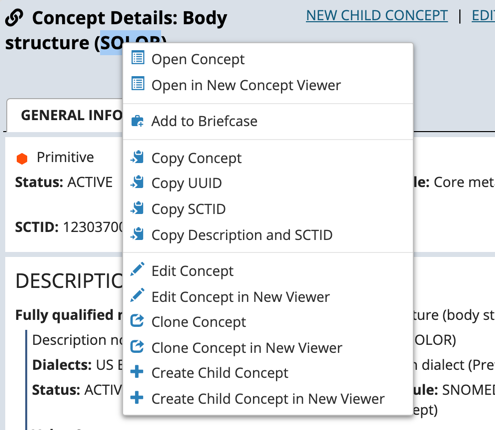 Concept Details: Body
structure (SOLOR)
NEW CHILD CONCEPT | EDI
Open Concept
Open in New Concept Viewer
GENERAL INFO
Add to Briefcase
Primitive
Copy Concept
Status: ACTIVE
Copy UUID
le: Core met
Copy SCTID
SCTID: 12303700
Copy Description and SCTID
DESCRIPTIO
Edit Concept
Edit Concept in New Viewer
Fully qualified
ture (body st
Clone Concept
Description no
OLOR)
Clone Concept in New Viewer
Dialects: US E
n dialect (Pre
Create Child Concept
Status: ACTIV
ule: SNOMED
Create Child Concept in New Viewer
ept)